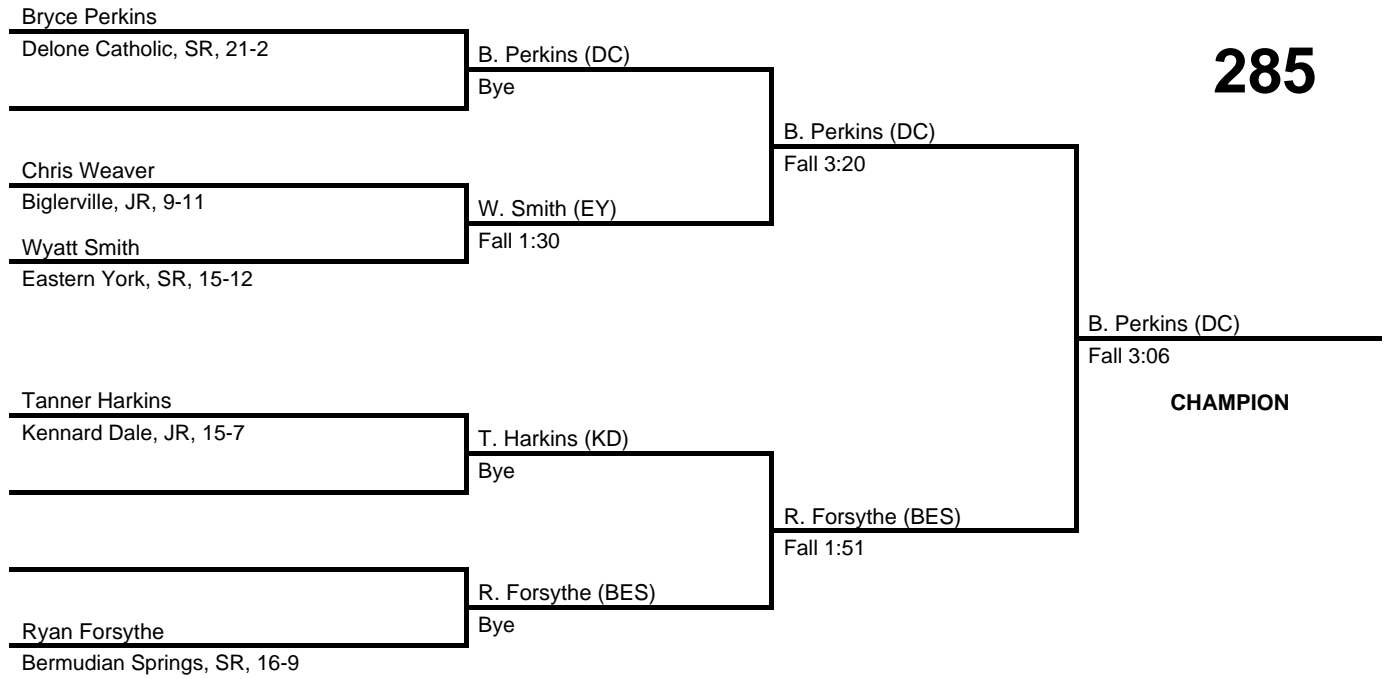 Bryce Perkins
Delone Catholic, SR, 21-2
B. Perkins (DC)
Bye
285
B. Perkins (DC)
Fall 3:20
Chris Weaver
Biglerville, JR, 9-11
W. Smith (EY)
Fall 1:30
Wyatt Smith
Eastern York, SR, 15-12
B. Perkins (DC)
Fall 3:06
CHAMPION
Tanner Harkins
Kennard Dale, JR, 15-7
T. Harkins (KD)
Bye
R. Forsythe (BES)
Fall 1:51
R. Forsythe (BES)
Bye
Ryan Forsythe
Bermudian Springs, SR, 16-9